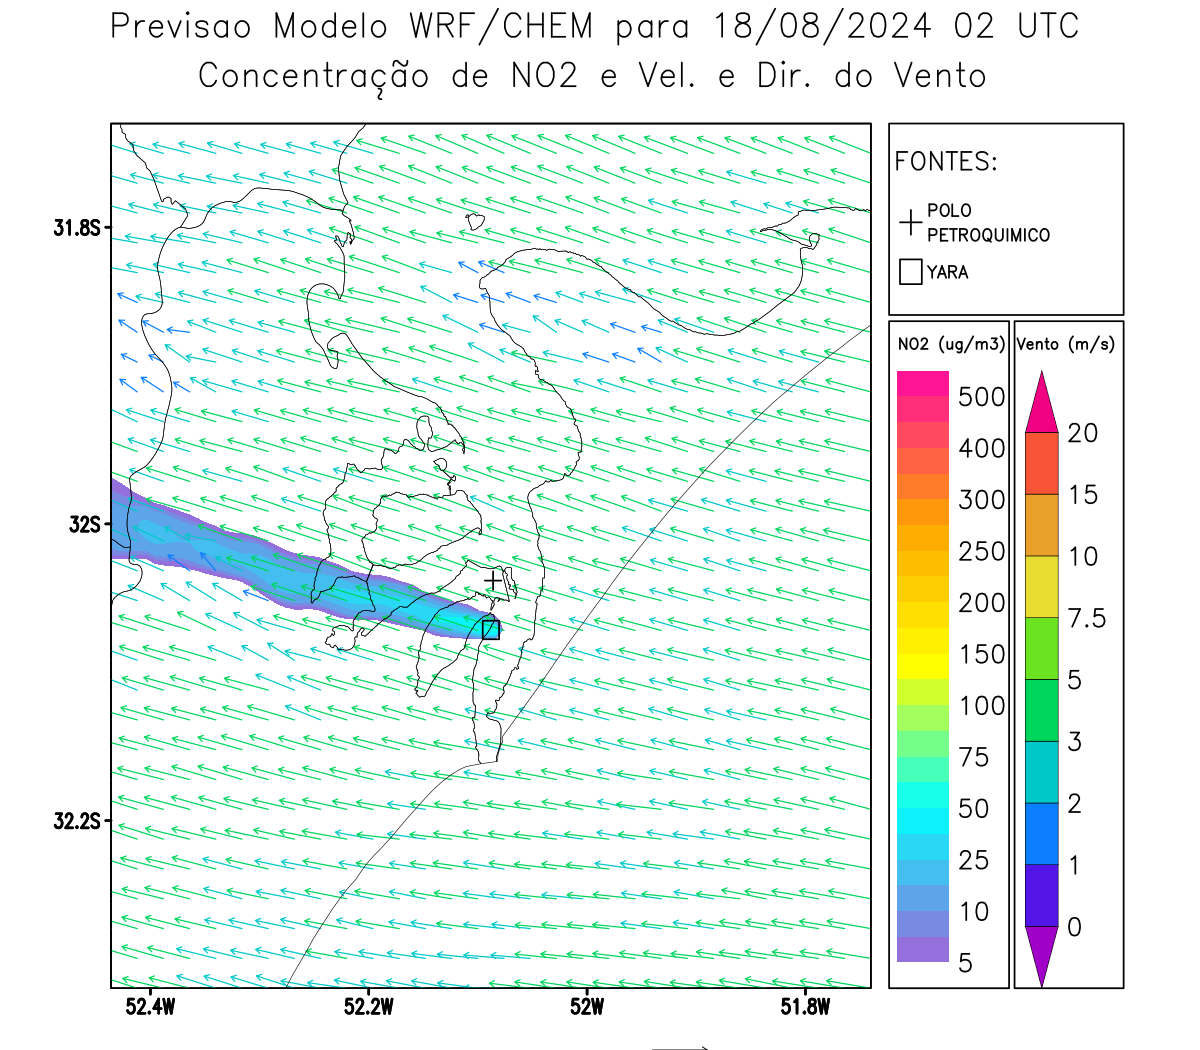 Previsao Modelo WRF/CHEM para 18/08/2024 02 UTC
Concentração de NO2 e Vel. e Dir. do Vento
FONTES:
POLO
PETROQUIMICO
YARA
NO2 (ug/m3)
500
400
300
250
200
150
100
75
50
25
10
5
Vento (m/s)
20
15
10
7.5
5
3
2
1
0
31.8S
32S
32.2S
52.4W
52.2W
52W
51.8W